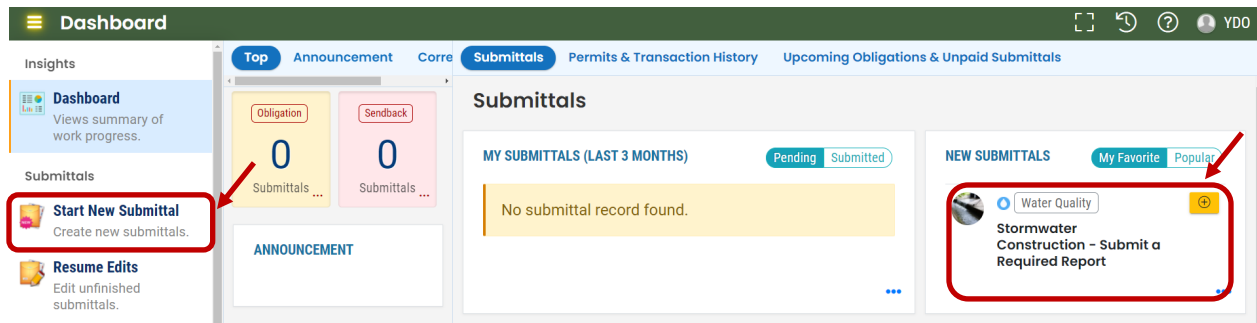 Dashboard
YDO
Insights
Dashboard
Views summary of
work progress.
Submittals
Start New Submittal
Create new submittals.
Resume Edits
Edit unfinished
submittals.
Top Announcement Corre
Obligation
0
Submittals ...
Sendback
0
Submittals ...
ANNOUNCEMENT
Submittals Permits & Transaction History Upcoming Obligations & Unpaid Submittals
Submittals
MY SUBMITTALS (LAST 3 MONTHS)
Pending Submitted
No submittal record found.
NEW SUBMITTALS
My Favorite Popular
Water Quality
Stormwater
Construction - Submit a
Required Report